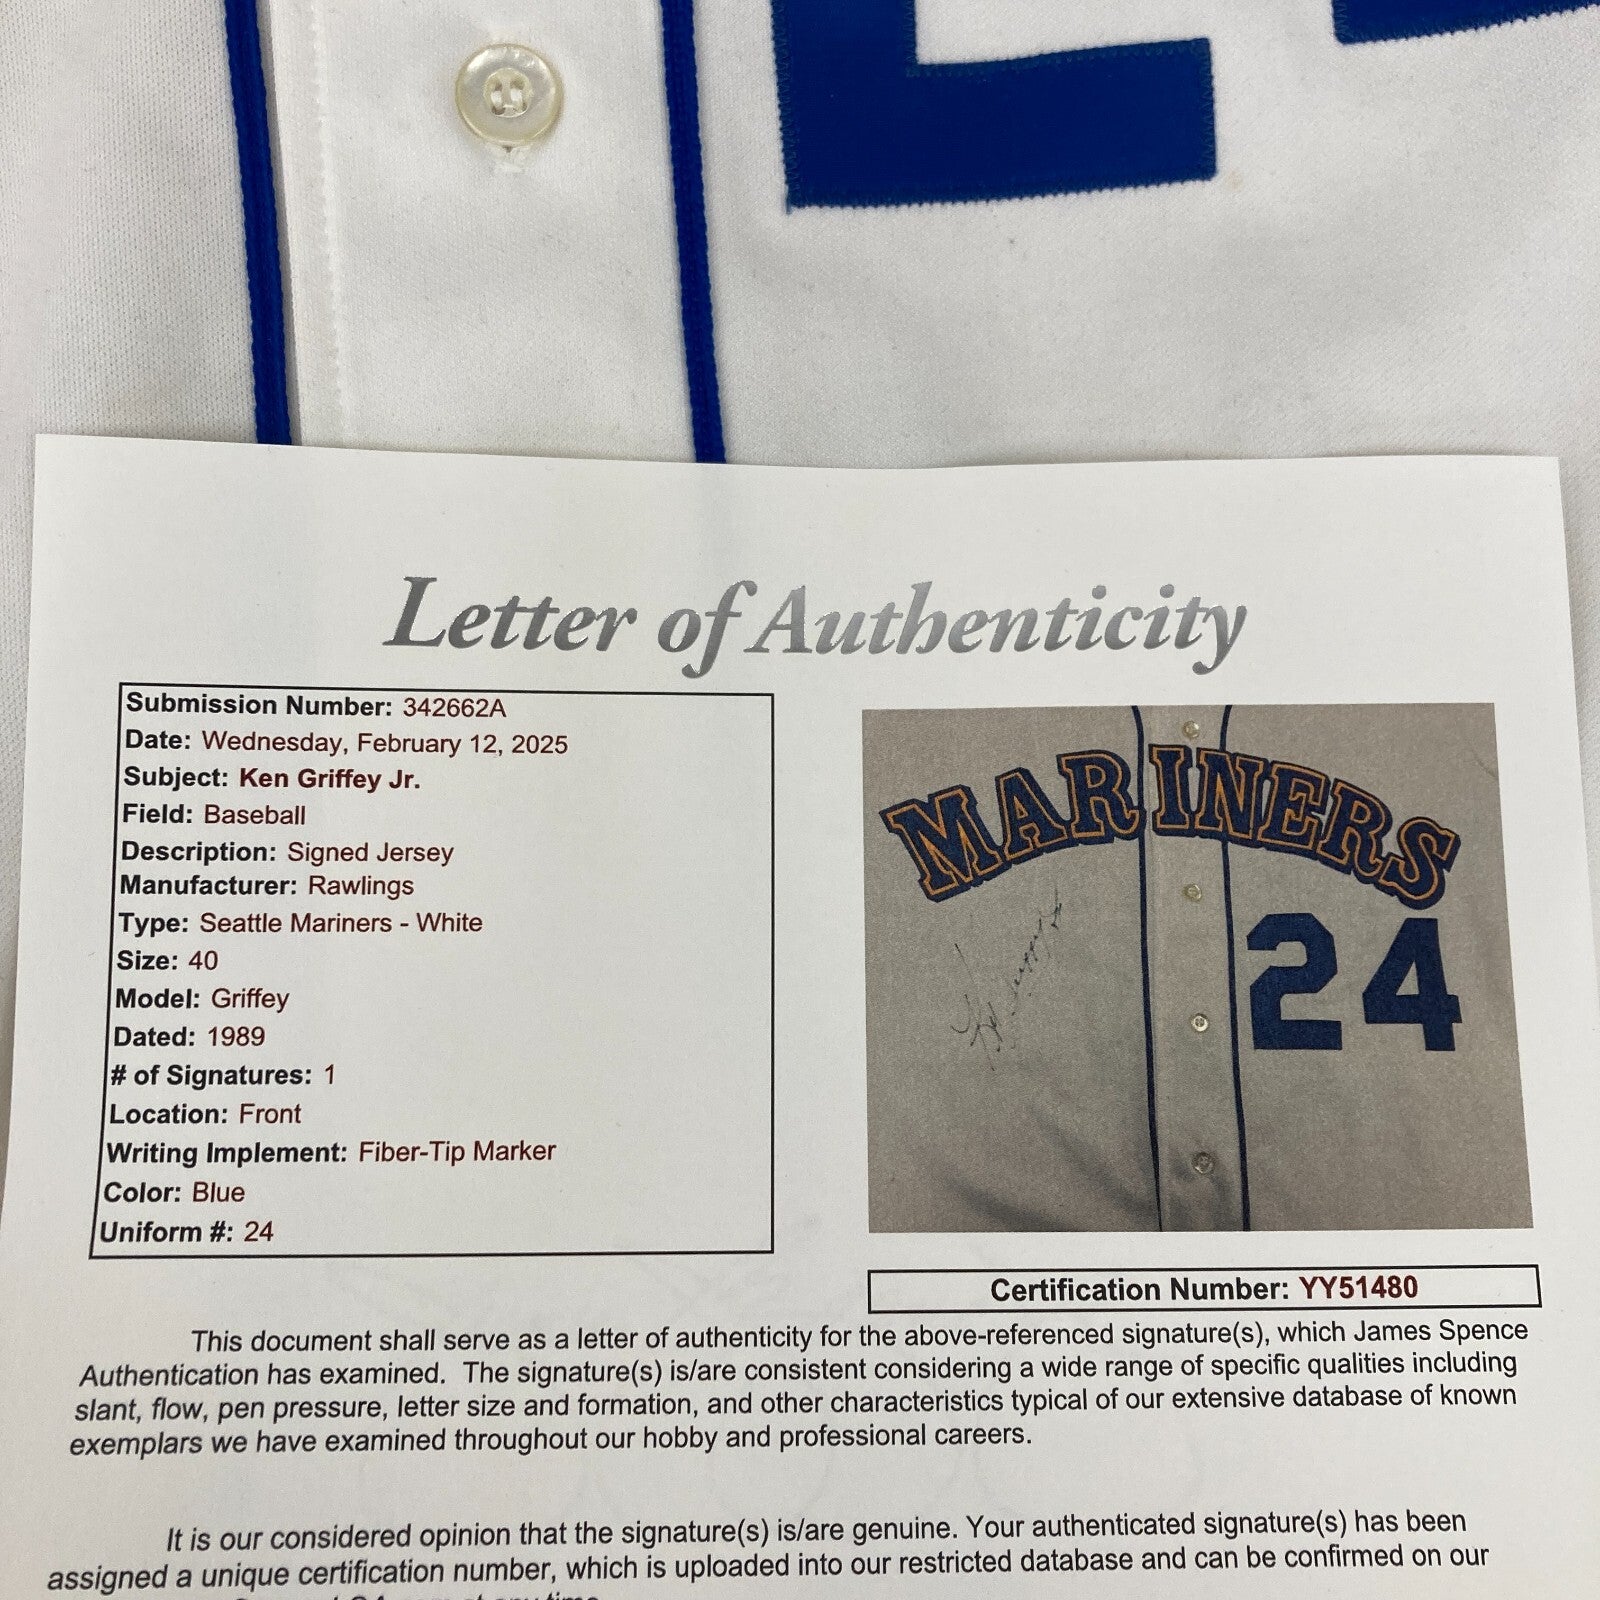 Letter of Authenticity
Submission Number: 342662A
Date: Wednesday, February 12, 2025
Subject: Ken Griffey Jr.
Field: Baseball
Description: Signed Jersey
Manufacturer: Rawlings
Type: Seattle Mariners - White
Size: 40
Model: Griffey
Dated: 1989
# of Signatures: 1
Location: Front
Writing Implement: Fiber-Tip Marker
Color: Blue
Uniform #: 24
MARINERS
24
Certification Number: YY51480
This document shall serve as a letter of authenticity for the above-referenced signature(s), which James Spence
Authentication has examined. The signature(s) is/are consistent considering a wide range of specific qualities including
slant, flow, pen pressure, letter size and formation, and other characteristics typical of our extensive database of known
exemplars we have examined throughout our hobby and professional careers.
It is our considered opinion that the signature(s) is/are genuine. Your authenticated signature(s) has been
assigned a unique certification number, which is uploaded into our restricted database and can be confirmed on our
at any time